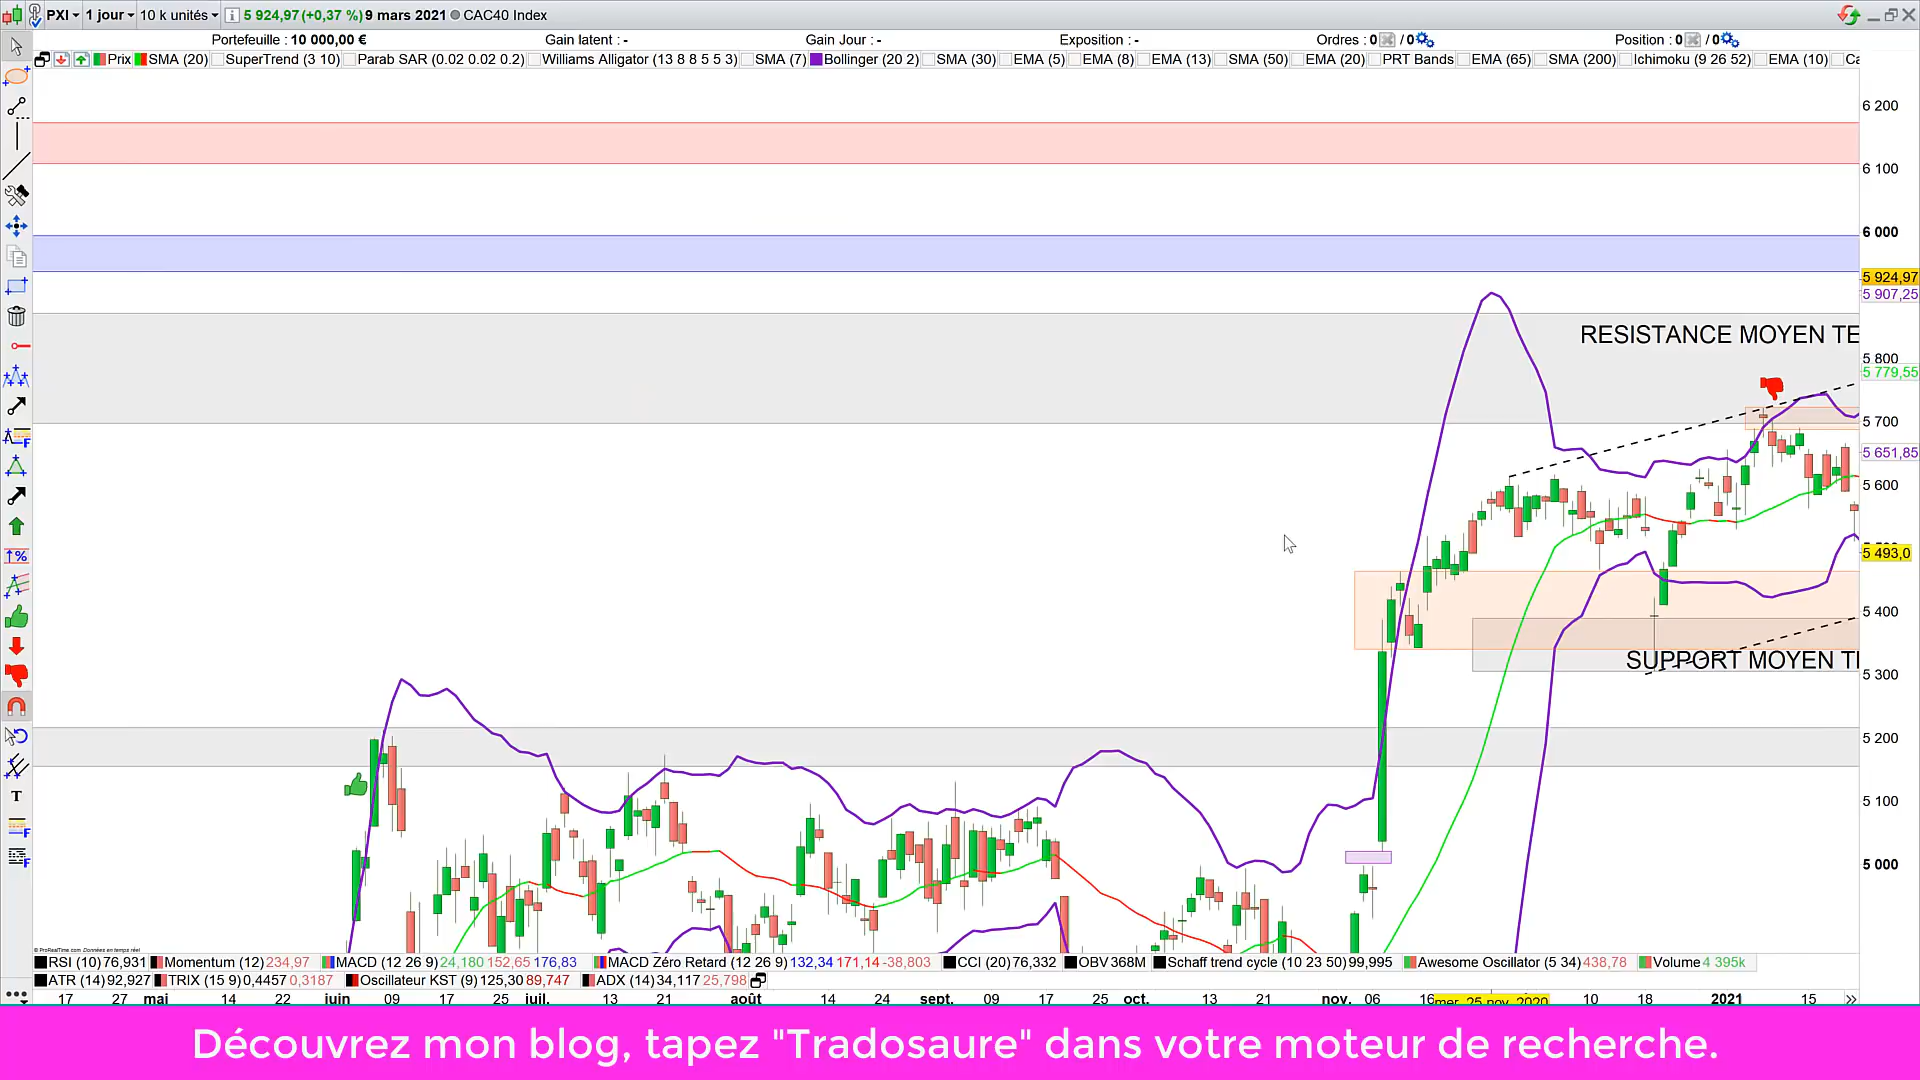 PXI 1 jour 10 k unités 5 924,97 (+0,37 %) 9 mars 2021 CAC40 Index
Portefeuille : 10 000,00 € Gain latent : - Gain Jour : - Exposition : - Ordres : 0 / 0 Position : 0 / 0
Prix SMA (20) SuperTrend (3 10) Parab SAR (0.02 0.02 0.2) Williams Alligator (13 8 8 5 5 3) SMA (7) Bollinger (20 2) SMA (30) EMA (5) EMA (8) EMA (13) SMA (50) EMA (20) PRT Bands EMA (65) SMA (200) Ichimoku (9 26 52) EMA (10) Ca
6 200
6 100
6 000
5 924,97
5 907,25
RESISTANCE MOYEN TE
5 800
5 779,55
5 700
5 651,85
5 600
5 493,0
5 400
SUPPORT MOYEN TI
5 300
5 200
5 100
5 000
© ProRealTime.com Données en temps réel
RSI (10) 76,931 Momentum (12) 234,97 MACD (12 26 9) 24,180 152,65 176,83 MACD Zéro Retard (12 26 9) 132,34 171,14 -38,803 CCI (20) 76,332 OBV 368M Schaff trend cycle (10 23 50) 99,995 Awesome Oscillator (5 34) 438,78 Volume 4 395k
ATR (14) 92,927 TRIX (15 9) 0,4457 0,3187 Oscillateur KST (9) 125,30 89,747 ADX (14) 34,117 25,798
17 27 mai 14 22 juin 09 17 25 juil. 13 21 août 14 24 sept. 09 17 25 oct. 13 21 nov. 06 16 mer. 25 nov. 2020 10 18 2021 15
Découvrez mon blog, tapez "Tradosaure" dans votre moteur de recherche.